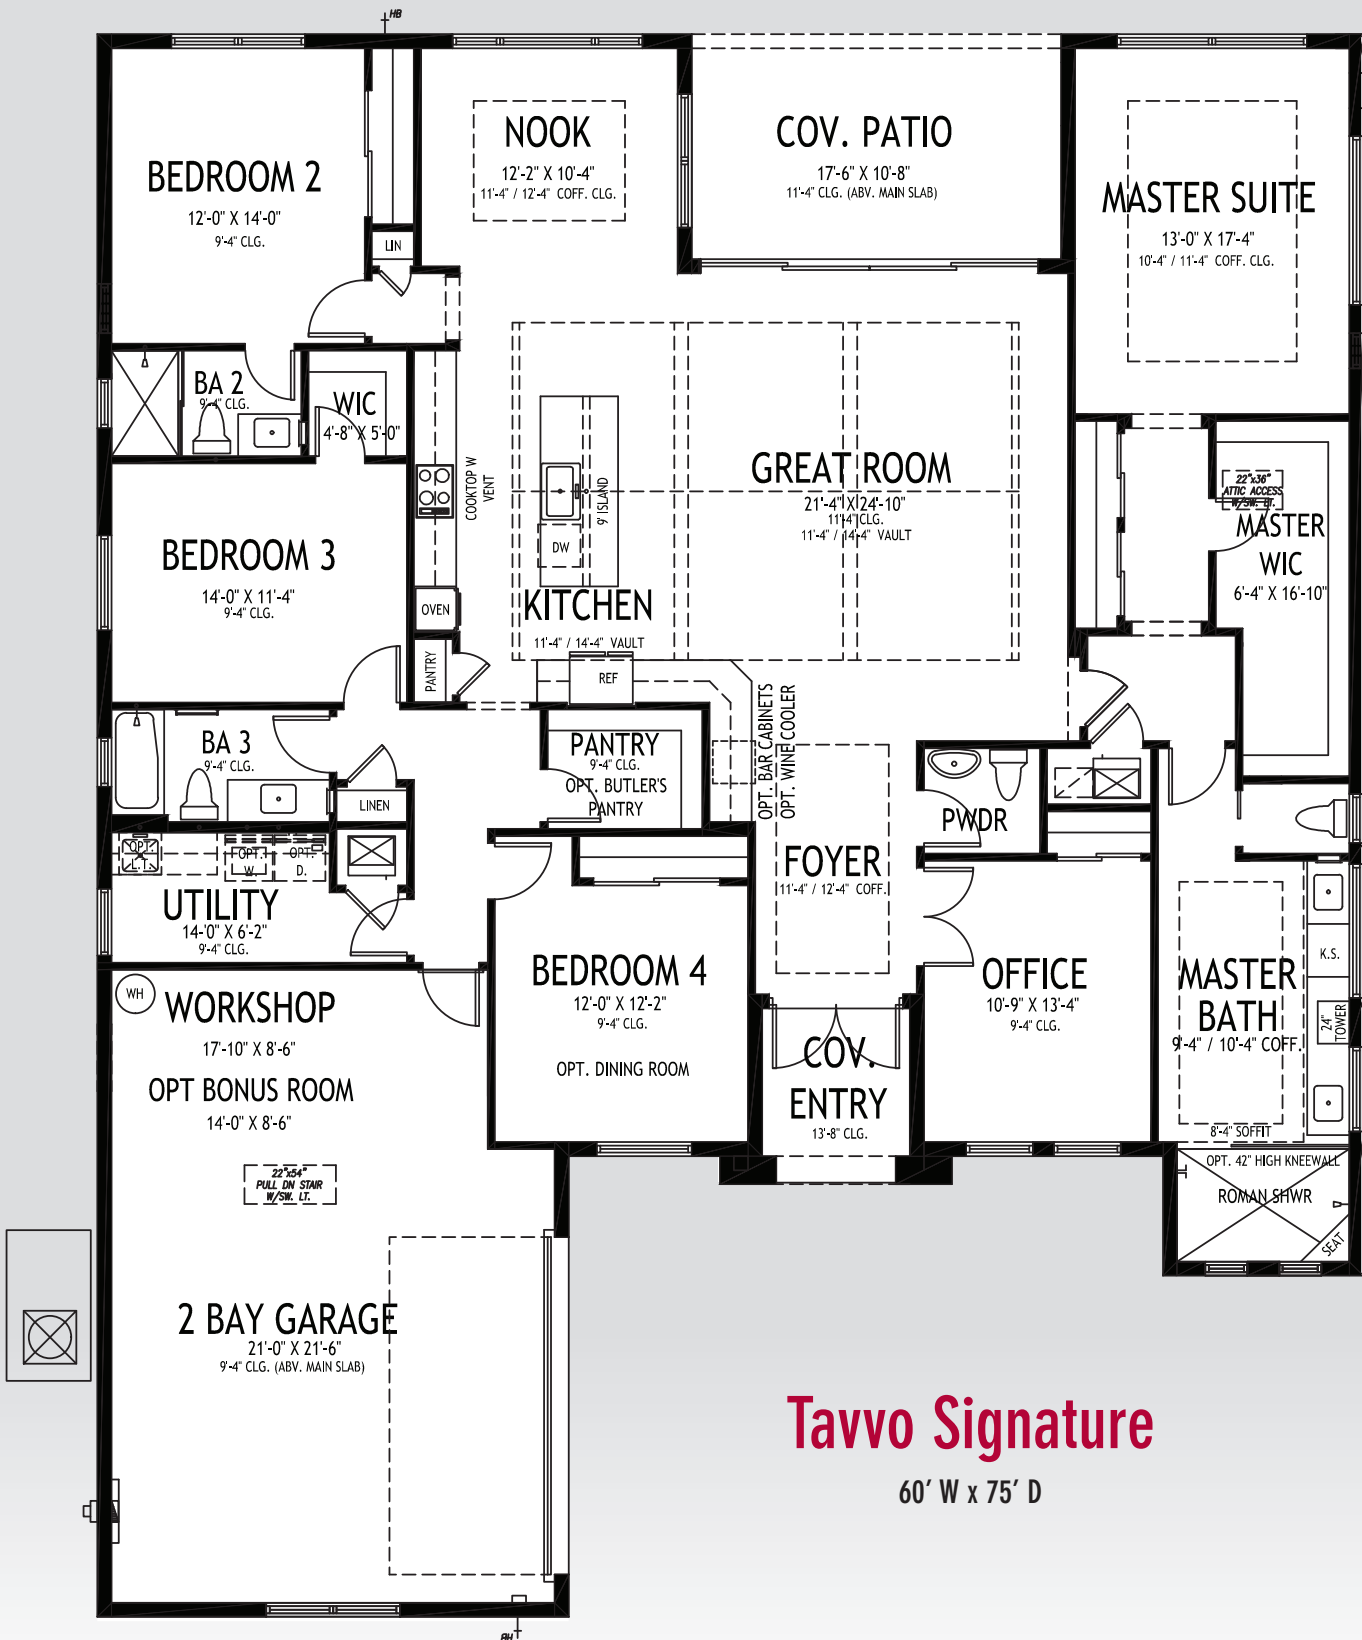 HB
BEDROOM 2
12'-0" X 14'-0"
9'-4" CLG.
LIN
NOOK
12'-2" X 10'-4"
11'-4" / 12'-4" COFF. CLG.
COV. PATIO
17'-6" X 10'-8"
11'-4" CLG. (ABV. MAIN SLAB)
MASTER SUITE
13'-0" X 17'-4"
10'-4" / 11'-4" COFF. CLG.
BA 2
9'-4" CLG.
WIC
4'-8" X 5'-0"
COOKTOP W
VENT
9' ISLAND
DW
GREAT ROOM
21'-4" X 24'-10"
11'-4" CLG.
11'-4" / 14'-4" VAULT
22"x36"
ATTIC ACCESS
W/SW. LT.
MASTER
WIC
6'-4" X 16'-10"
BEDROOM 3
14'-0" X 11'-4"
9'-4" CLG.
OVEN
KITCHEN
11'-4" / 14'-4" VAULT
PANTRY
REF
OPT. BAR CABINETS
OPT. WINE COOLER
BA 3
9'-4" CLG.
LINEN
PANTRY
9'-4" CLG.
OPT. BUTLER'S
PANTRY
PWDR
FOYER
11'-4" / 12'-4" COFF.
OPT.
L.T.
OPT.
W.
OPT.
D.
UTILITY
14-'0" X 6'-2"
9'-4" CLG.
BEDROOM 4
12'-0" X 12'-2"
9'-4" CLG.
OPT. DINING ROOM
OFFICE
10'-9" X 13'-4"
9'-4" CLG.
MASTER
BATH
9'-4" / 10'-4" COFF.
K.S.
24"
TOWER
8'-4" SOFFIT
WH
WORKSHOP
17'-10" X 8'-6"
OPT BONUS ROOM
14'-0" X 8'-6"
COV.
ENTRY
13'-8" CLG.
OPT. 42" HIGH KNEEWALL
ROMAN SHWR
SEAT
22"x54"
PULL DN STAIR
W/SW. LT.
2 BAY GARAGE
21'-0" X 21'-6"
9'-4" CLG. (ABV. MAIN SLAB)
Tavvo Signature
60' W x 75' D
HB